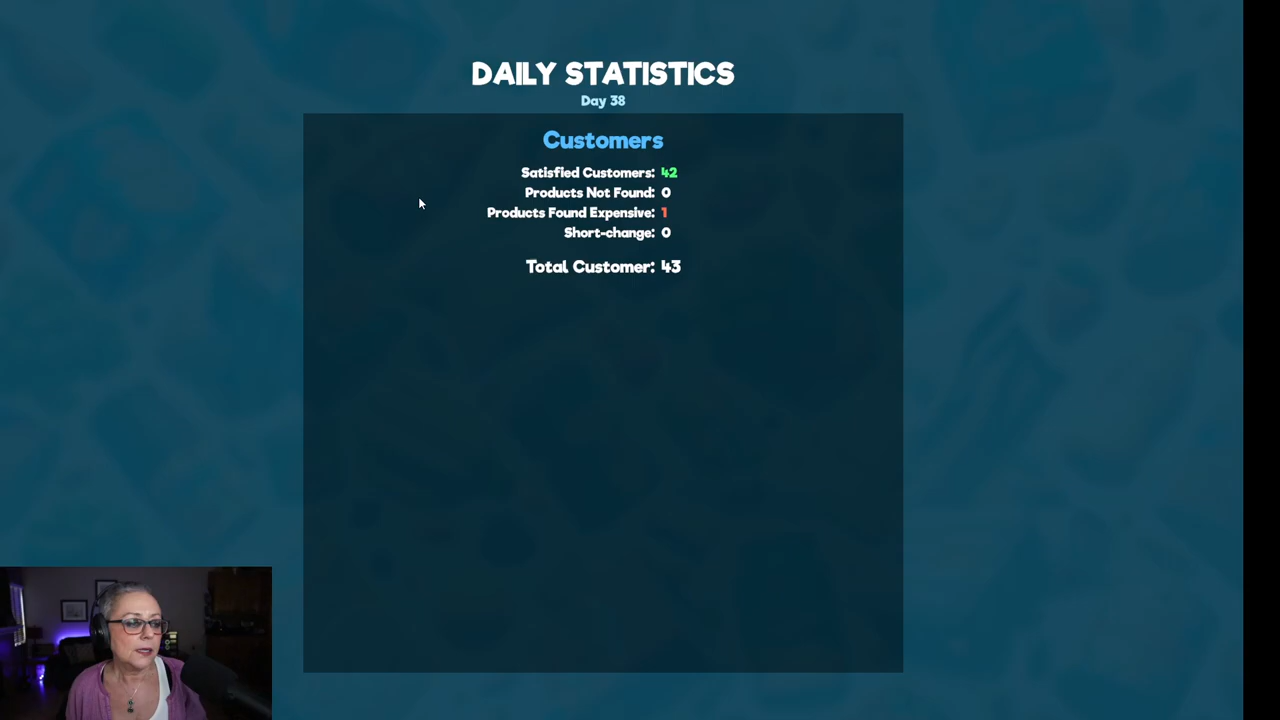 DAILY STATISTICS
Day 38
Customers
Satisfied Customers: 42
Products Not Found: 0
Products Found Expensive: 1
Short-change: 0
Total Customer: 43